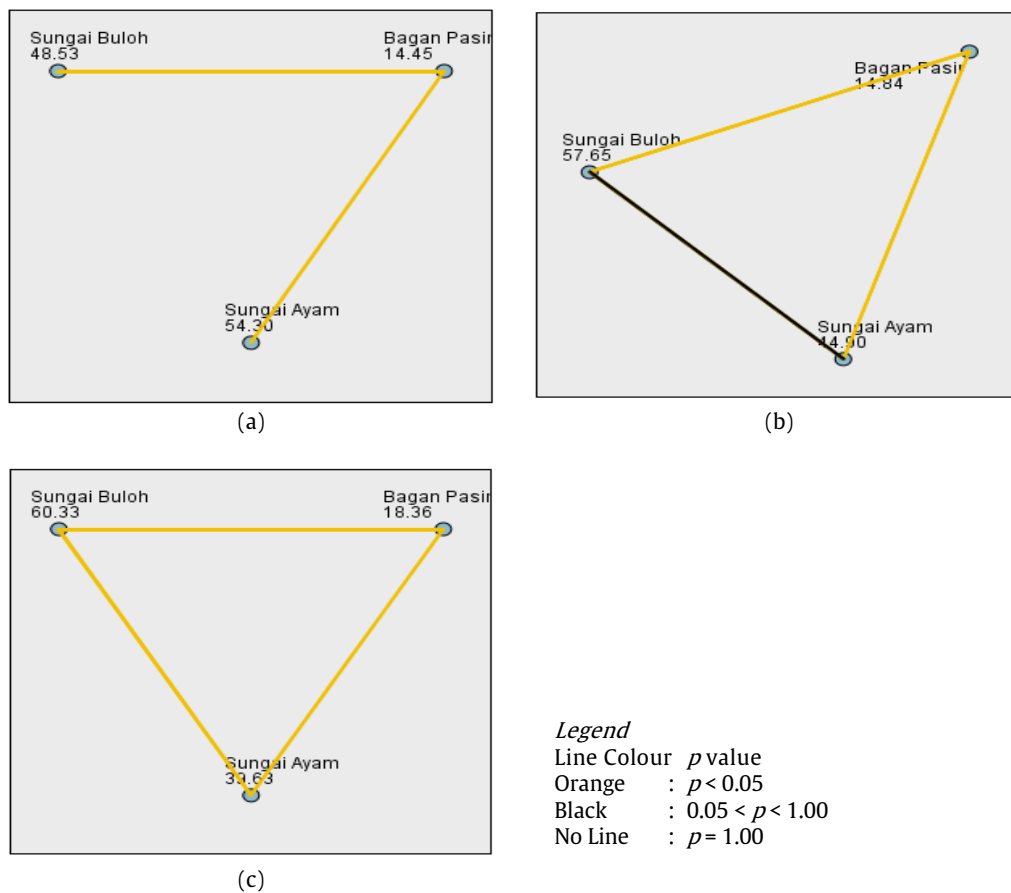 Sungai Buloh
48.53
Bagan Pasir
14.45
Sungai Ayam
54.30
(a)
Bagan Pasir
14.84
Sungai Buloh
57.65
Sungai Ayam
44.90
(b)
Sungai Buloh
60.33
Bagan Pasir
18.36
Sungai Ayam
39.63
(c)
Legend
Line Colour p value
Orange : p < 0.05
Black : 0.05 < p < 1.00
No Line : p = 1.00